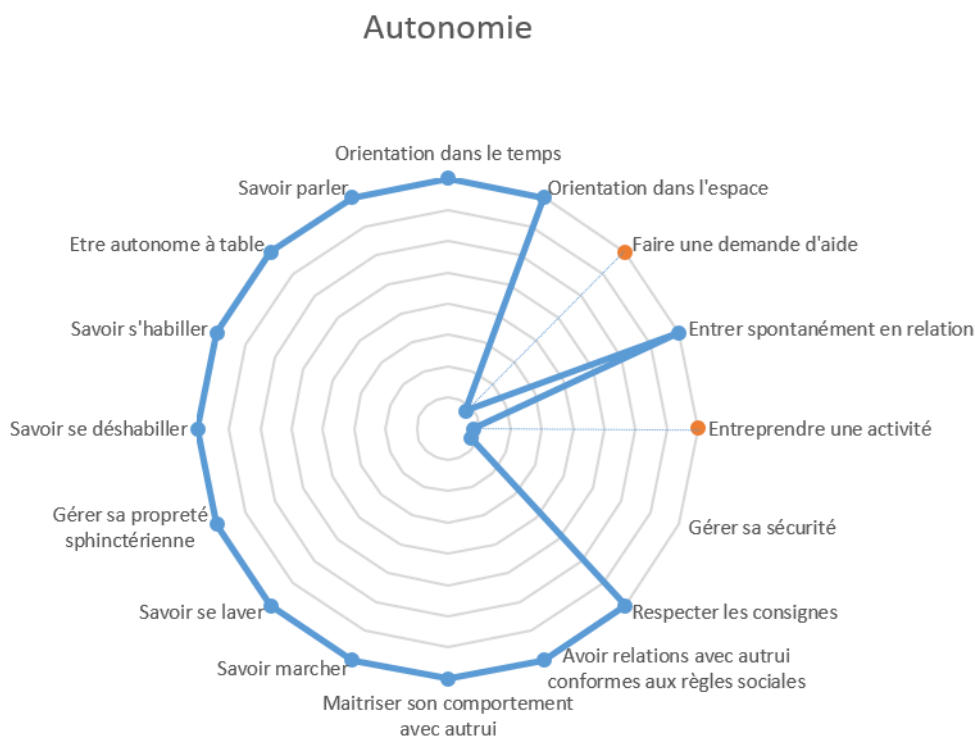 Autonomie
Orientation dans le temps
Orientation dans l'espace
Faire une demande d'aide
Entrer spontanément en relation
Entreprendre une activité
Gérer sa sécurité
Respecter les consignes
Avoir relations avec autrui
conformes aux règles sociales
Maitriser son comportement
avec autrui
Savoir marcher
Savoir se laver
Gérer sa propreté
sphinctérienne
Savoir se déshabiller
Savoir s'habiller
Etre autonome à table
Savoir parler